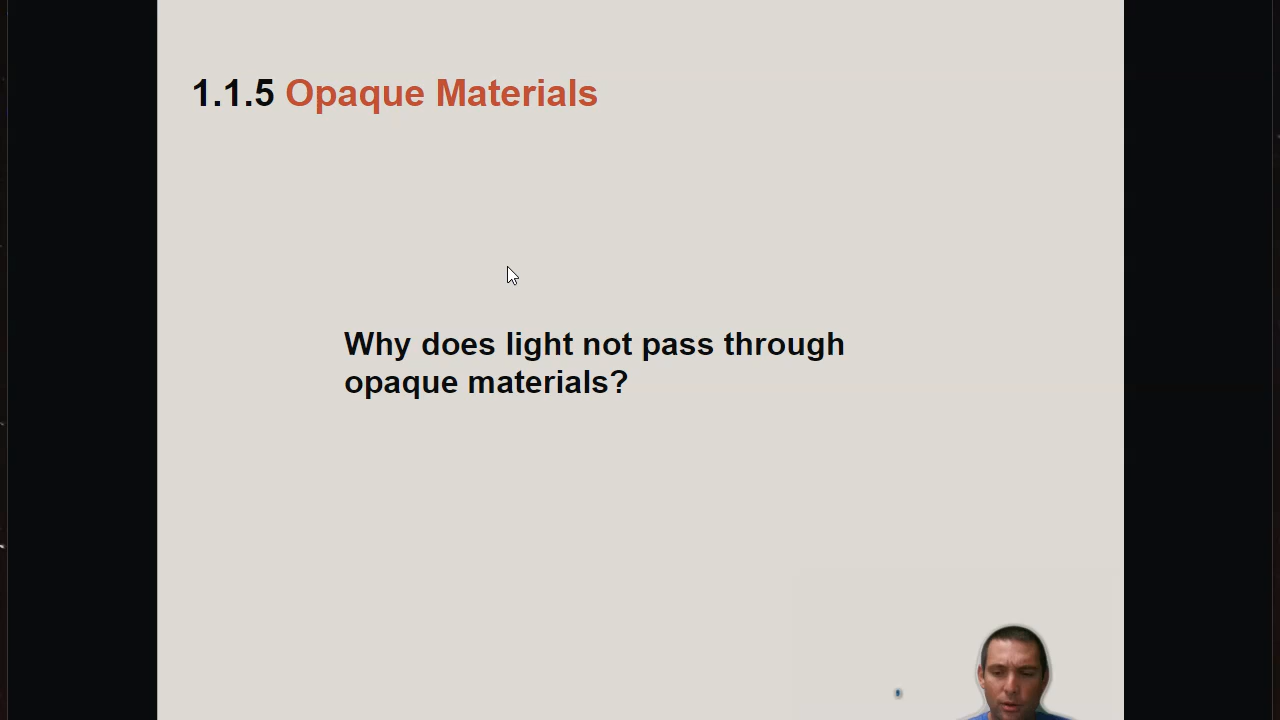 1.1.5 Opaque Materials
Why does light not pass through
opaque materials?